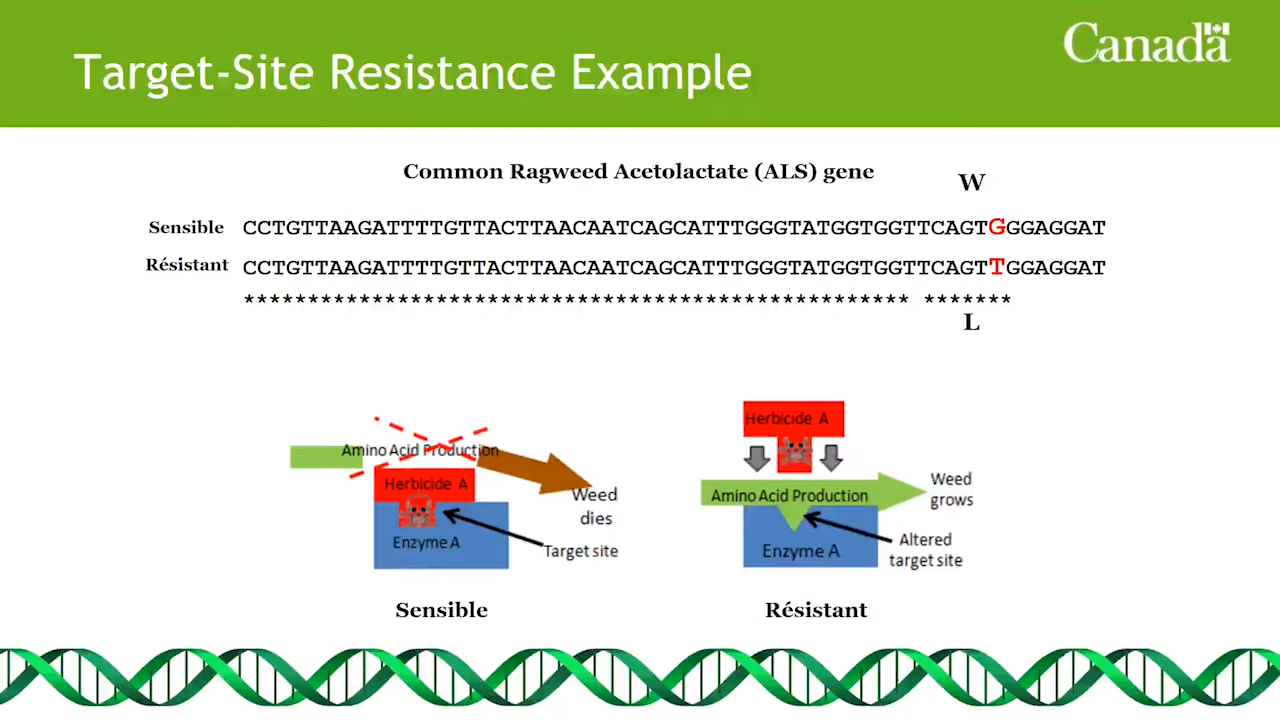 Target-Site Resistance Example
Canada
Common Ragweed Acetolactate (ALS) gene
W
Sensible CCTGTTAAGATTTTGTTACTTAACAATCAGCATTTGGGTATGGTGGTTCAGTGGGAGGAT
Résistant CCTGTTAAGATTTTGTTACTTAACAATCAGCATTTGGGTATGGTGGTTCAGTTGGAGGAT
**************************************************** *******
L
Amino Acid Production
Herbicide A
Enzyme A
Weed
dies
Target site
Sensible
Herbicide A
Amino Acid Production
Enzyme A
Weed
grows
Altered
target site
Résistant